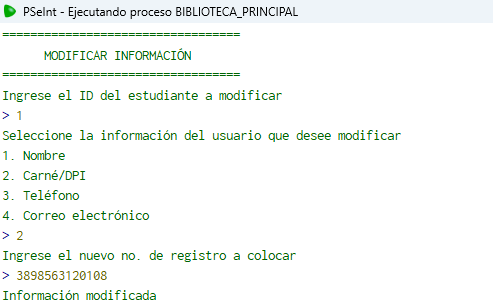 PSeInt - Ejecutando proceso BIBLIOTECA_PRINCIPAL
==================================
MODIFICAR INFORMACIÓN
==================================
Ingrese el ID del estudiante a modificar
> 1
Seleccione la información del usuario que desee modificar
1. Nombre
2. Carné/DPI
3. Teléfono
4. Correo electrónico
> 2
Ingrese el nuevo no. de registro a colocar
> 3898563120108
Información modificada